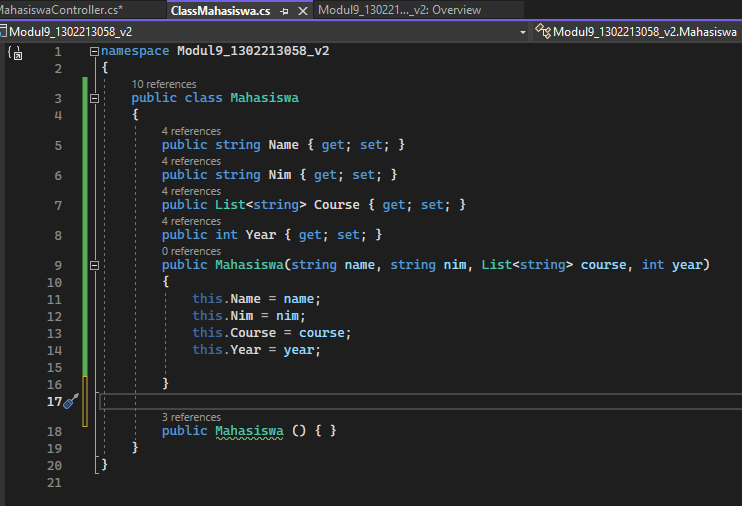 MahasiswaController.cs*
ClassMahasiswa.cs
Modul9_130221..._v2: Overview
Modul9_1302213058_v2
Modul9_1302213058_v2.Mahasiswa
1 namespace Modul9_1302213058_v2
2 {
10 references
3 public class Mahasiswa
4 {
4 references
5 public string Name { get; set; }
4 references
6 public string Nim { get; set; }
4 references
7 public List<string> Course { get; set; }
4 references
8 public int Year { get; set; }
0 references
9 public Mahasiswa(string name, string nim, List<string> course, int year)
10 {
11 this.Name = name;
12 this.Nim = nim;
13 this.Course = course;
14 this.Year = year;
15
16 }
17
3 references
18 public Mahasiswa () { }
19 }
20 }
21